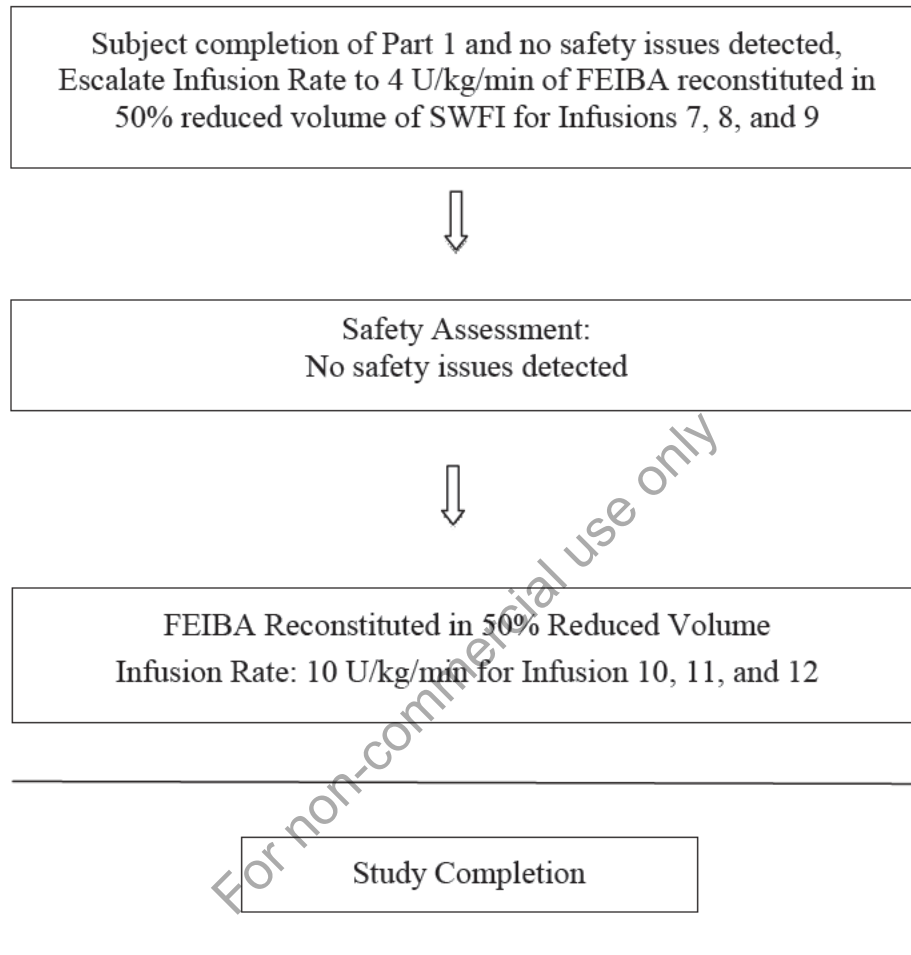 Subject completion of Part 1 and no safety issues detected,
Escalate Infusion Rate to 4 U/kg/min of FEIBA reconstituted in
50% reduced volume of SWFI for Infusions 7, 8, and 9
Safety Assessment:
No safety issues detected
FEIBA Reconstituted in 50% Reduced Volume
Infusion Rate: 10 U/kg/min for Infusion 10, 11, and 12
Study Completion
For non-commercial use only